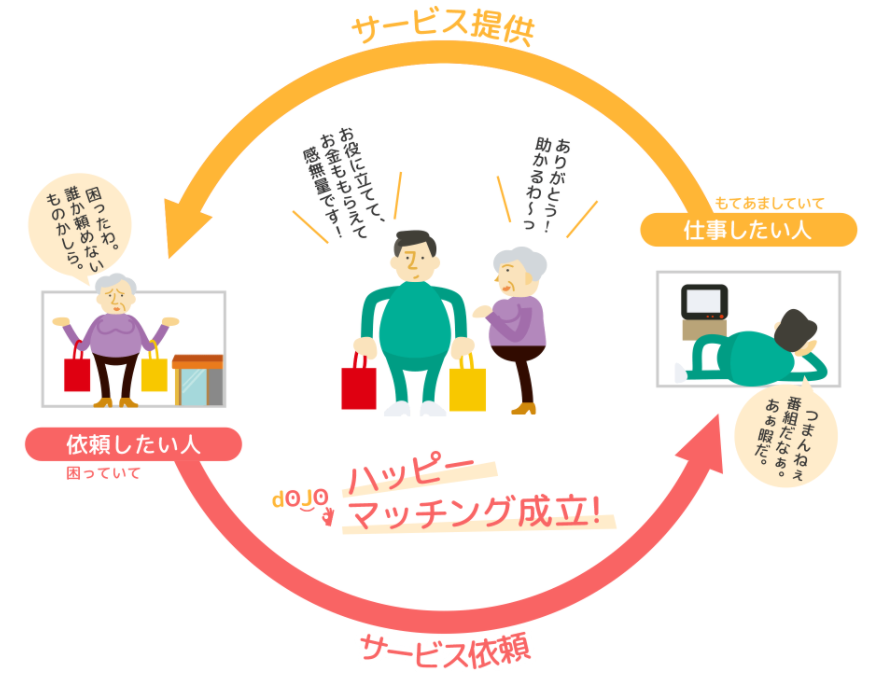 サービス提供
お役に立てて、
お金ももらえて
感無量です!
ありがとう!
助かるわ〜っ
困ったわ。
誰か頼めない
ものかしら。
もてあましていて
仕事したい人
依頼したい人
困っていて
つまんねぇ
番組だなぁ。
あぁ暇だ。
dOJO
ハッピー
マッチング成立!
サービス依頼